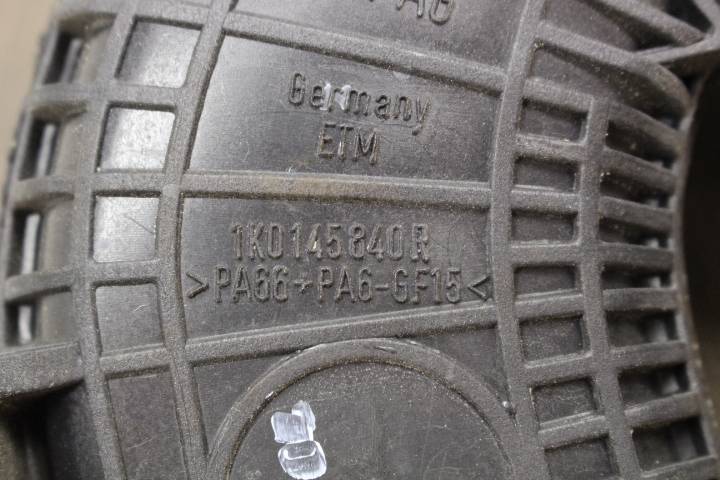 Germany
ETM
1K0145840R
>PA66+PA6-GF15<